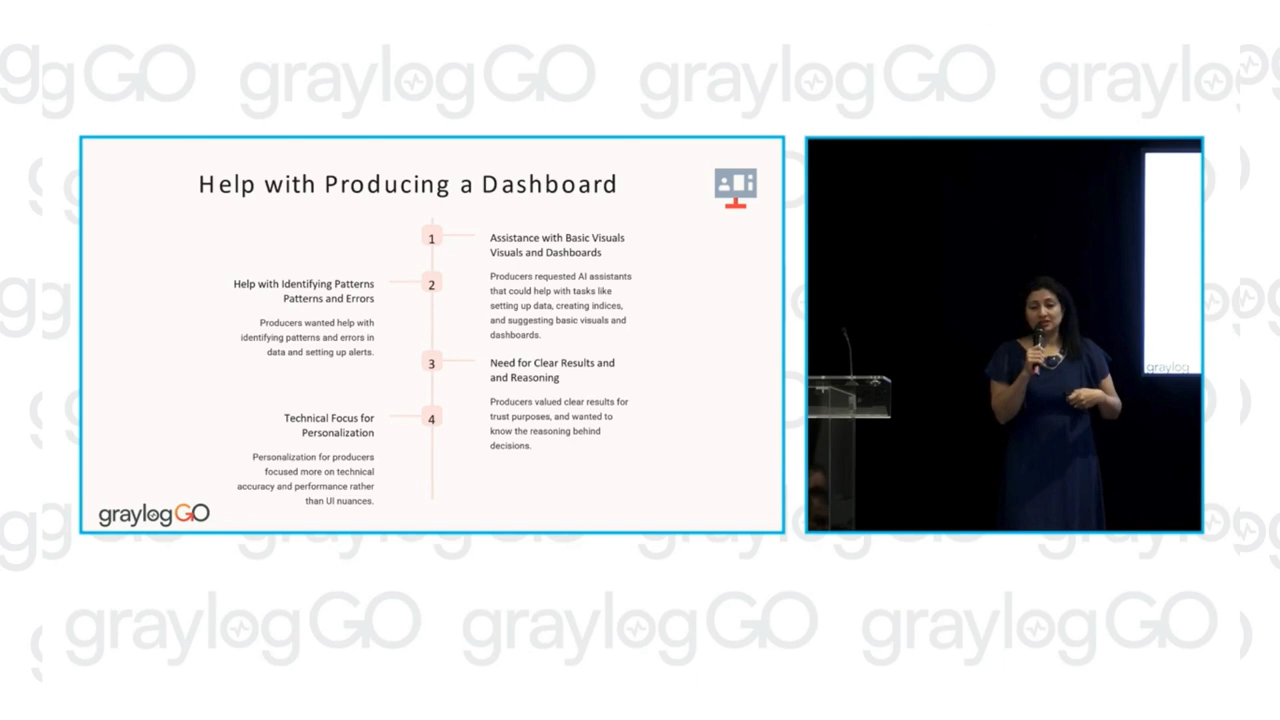 graylogGO graylogGO
Help with Producing a Dashboard
1
Assistance with Basic Visuals
Visuals and Dashboards
Producers requested AI assistants
that could help with tasks like
setting up data, creating indices,
and suggesting basic visuals and
dashboards.
2
Help with Identifying Patterns
Patterns and Errors
Producers wanted help with
identifying patterns and errors in
data and setting up alerts.
3
Need for Clear Results and
and Reasoning
Producers valued clear results for
trust purposes, and wanted to
know the reasoning behind
decisions.
4
Technical Focus for
Personalization
Personalization for producers
focused more on technical
accuracy and performance rather
than UI nuances.
graylogGO
graylog
graylogGO graylogGO graylogGO